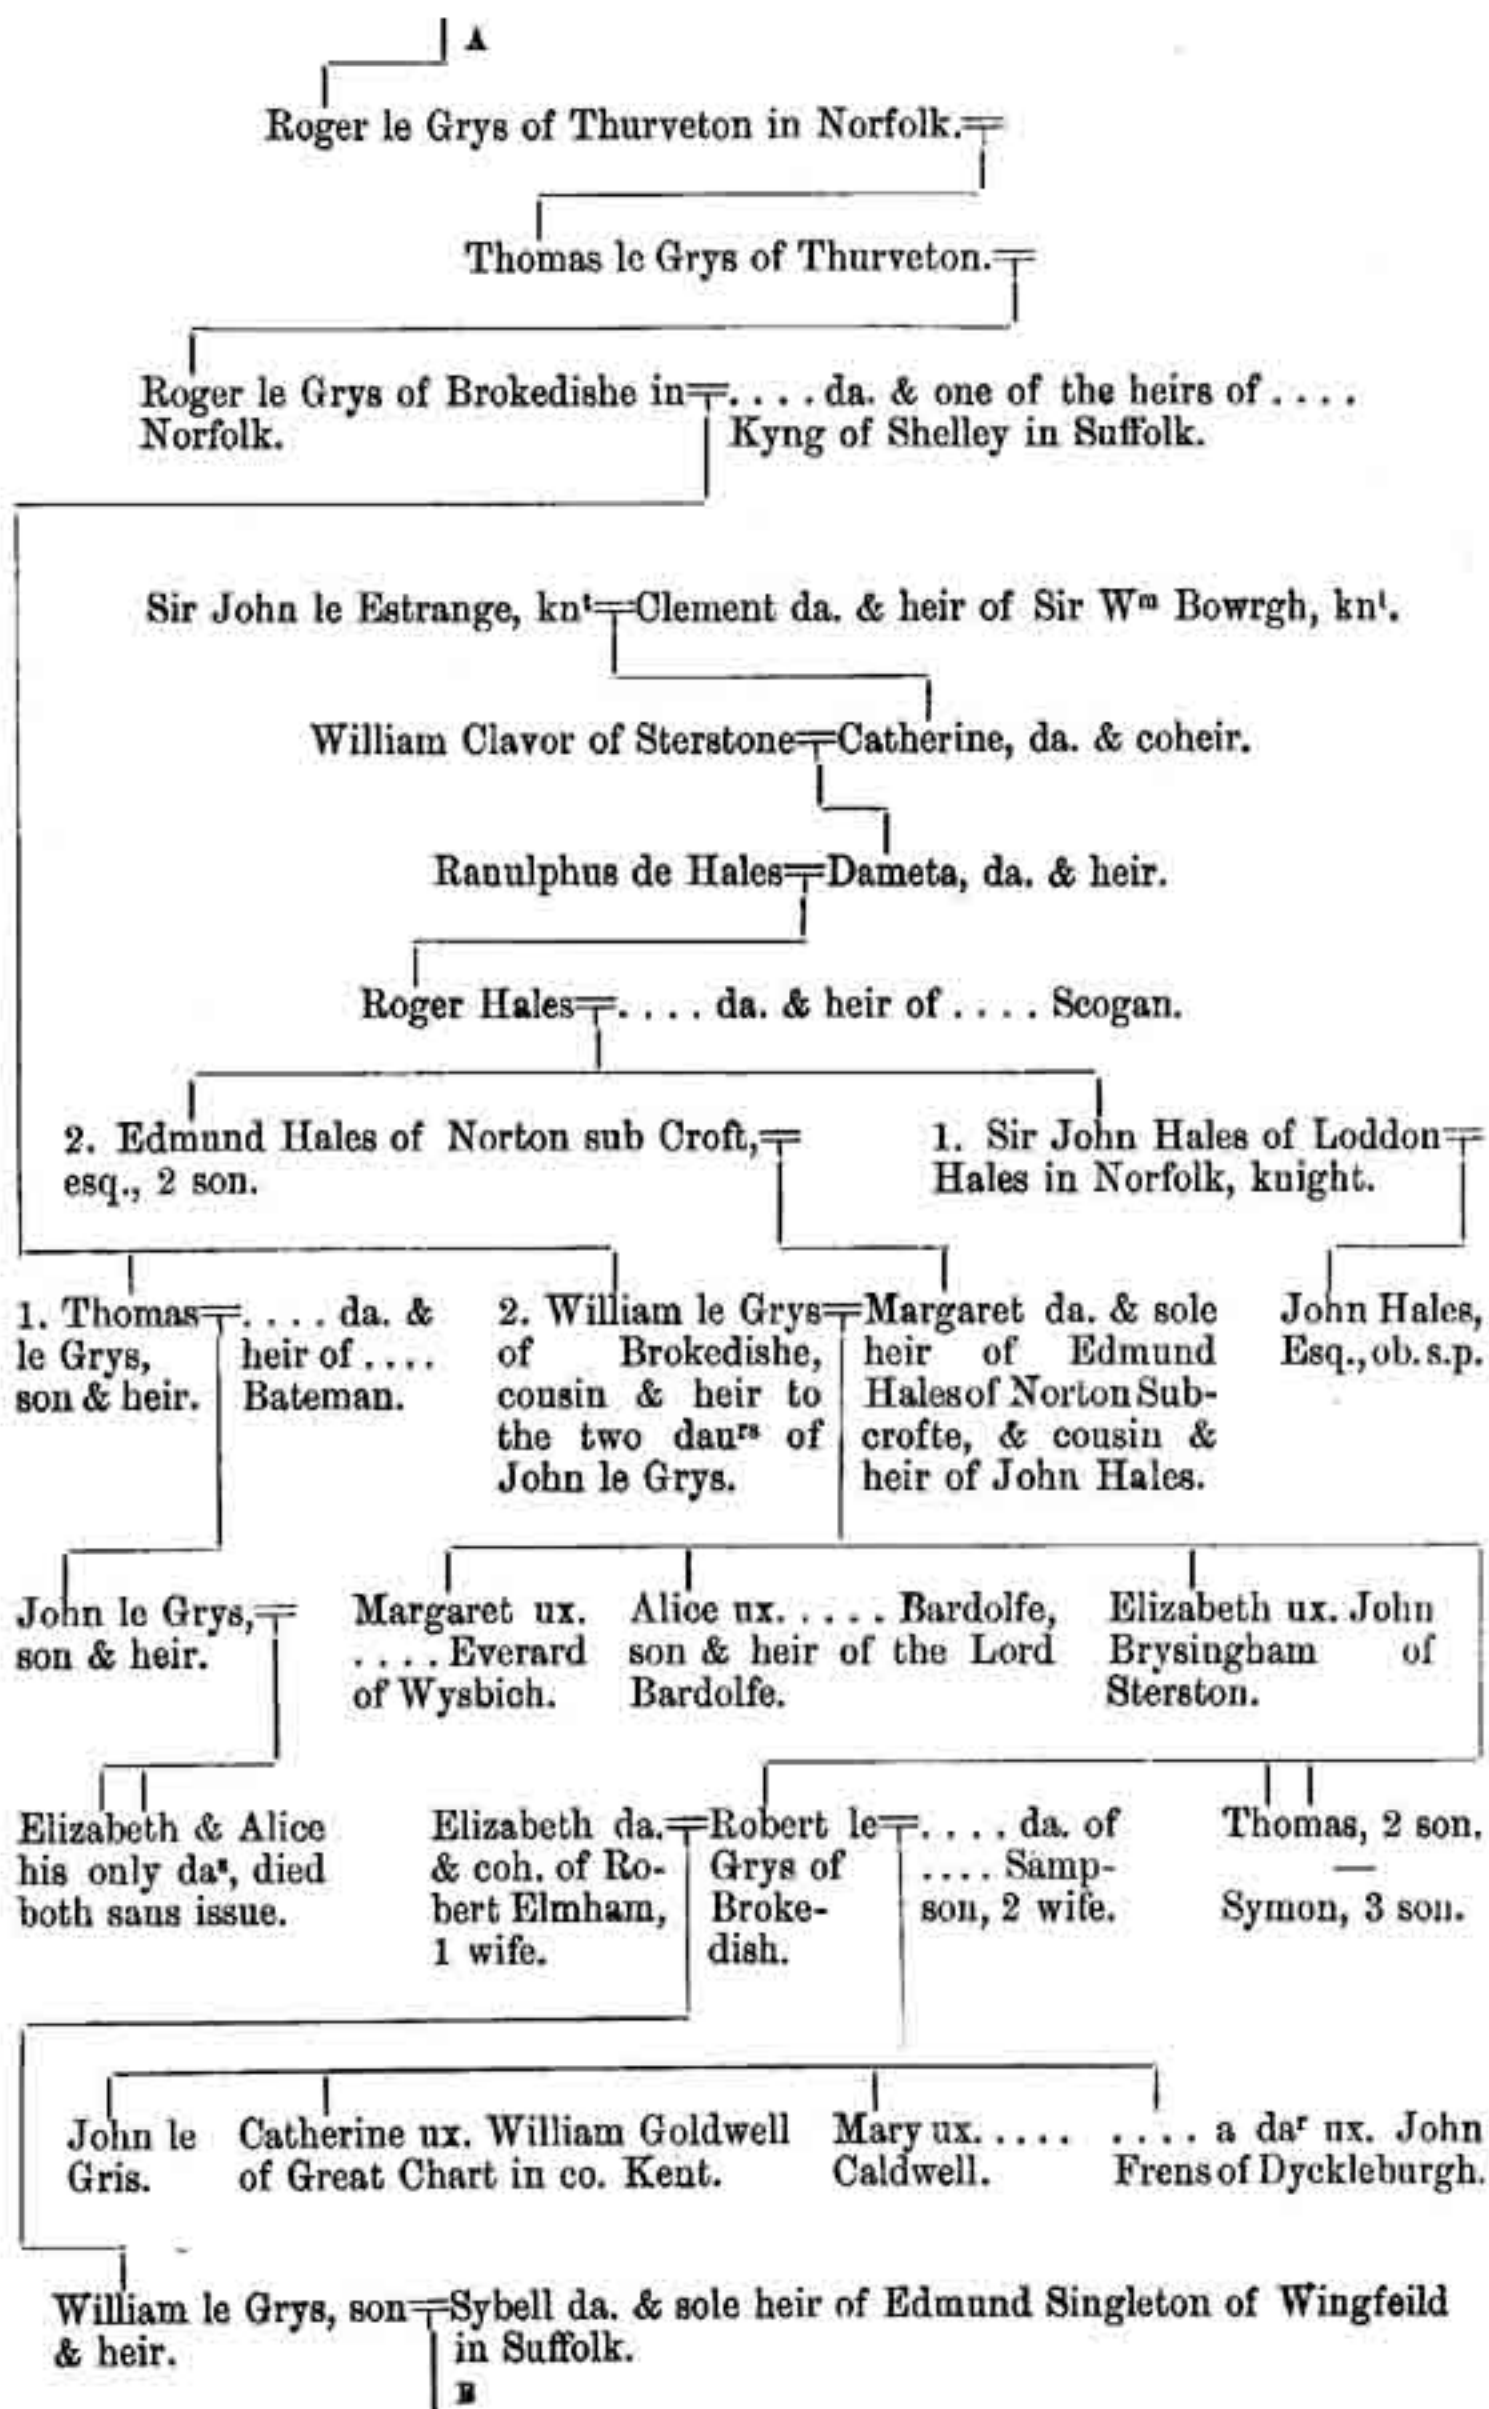 A
Roger le Grys of Thurveton in Norfolk.
Thomas le Grys of Thurveton.
Roger le Grys of Brokedishe in
Norfolk.
. . . . da. & one of the heirs of . . . .
Kyng of Shelley in Suffolk.
Sir John le Estrange, knᵗ
Clement da. & heir of Sir Wᵐ Bowrgh, knᵗ.
William Clavor of Sterstone
Catherine, da. & coheir.
Ranulphus de Hales
Dameta, da. & heir.
Roger Hales
. . . . da. & heir of . . . . Scogan.
2. Edmund Hales of Norton sub Croft,
esq., 2 son.
1. Sir John Hales of Loddon
Hales in Norfolk, knight.
1. Thomas
le Grys,
son & heir.
. . . . da. &
heir of . . . .
Bateman.
2. William le Grys
of Brokedishe,
cousin & heir to
the two dauʳˢ of
John le Grys.
Margaret da. & sole
heir of Edmund
Hales of Norton Sub-
crofte, & cousin &
heir of John Hales.
John Hales,
Esq., ob. s.p.
John le Grys,
son & heir.
Margaret ux.
. . . . Everard
of Wysbich.
Alice ux. . . . . Bardolfe,
son & heir of the Lord
Bardolfe.
Elizabeth ux. John
Brysingham of
Sterston.
Elizabeth & Alice
his only daˢ, died
both sans issue.
Elizabeth da.
& coh. of Ro-
bert Elmham,
1 wife.
Robert le
Grys of
Broke-
dish.
. . . . da. of
. . . . Samp-
son, 2 wife.
Thomas, 2 son.
—
Symon, 3 son.
John le
Gris.
Catherine ux. William Goldwell
of Great Chart in co. Kent.
Mary ux. . . . .
Caldwell.
. . . . a daʳ ux. John
Frens of Dyckleburgh.
William le Grys, son
& heir.
Sybell da. & sole heir of Edmund Singleton of Wingfeild
in Suffolk.
B